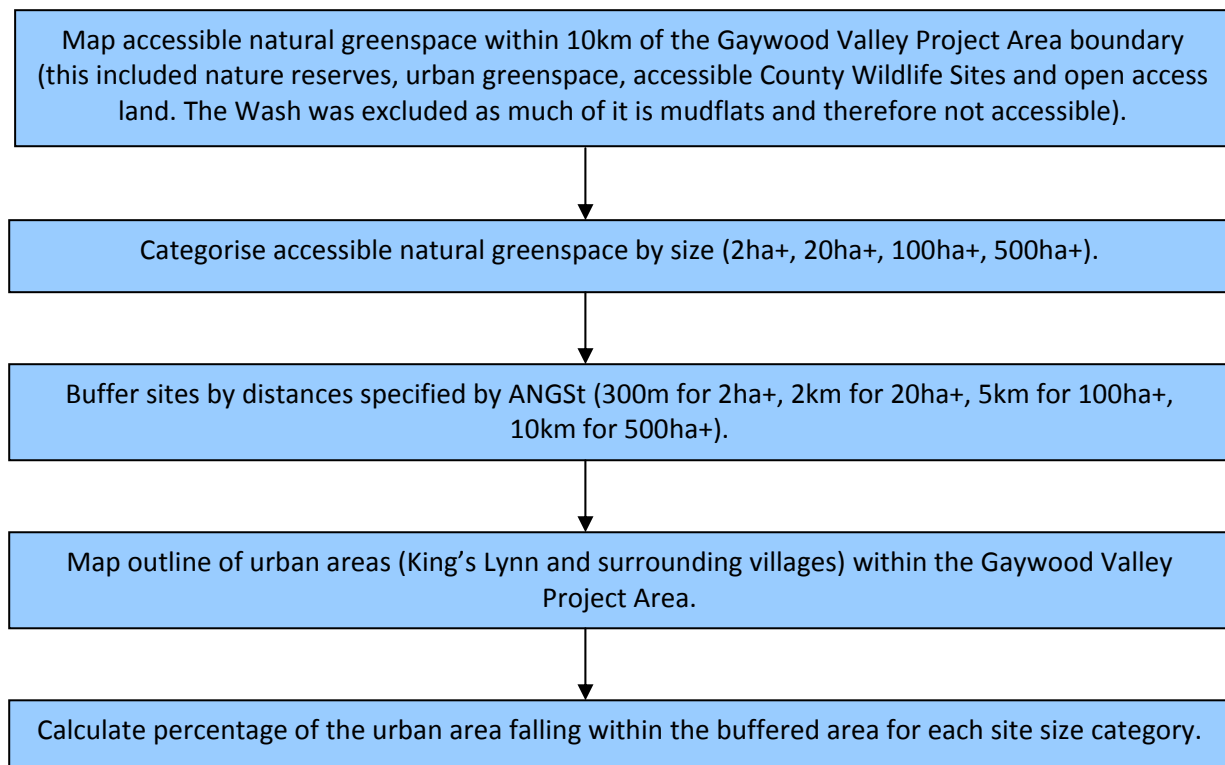 Map accessible natural greenspace within 10km of the Gaywood Valley Project Area boundary
(this included nature reserves, urban greenspace, accessible County Wildlife Sites and open access
land. The Wash was excluded as much of it is mudflats and therefore not accessible).
Categorise accessible natural greenspace by size (2ha+, 20ha+, 100ha+, 500ha+).
Buffer sites by distances specified by ANGSt (300m for 2ha+, 2km for 20ha+, 5km for 100ha+,
10km for 500ha+).
Map outline of urban areas (King’s Lynn and surrounding villages) within the Gaywood Valley
Project Area.
Calculate percentage of the urban area falling within the buffered area for each site size category.